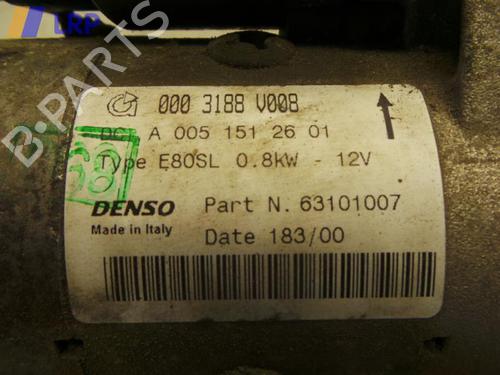 LRP
000 3188 V008
DC A 005 151 26 01
Type E80SL 0.8KW - 12V
DENSO Part N. 63101007
Made in Italy
Date 183/00
B-PARTS